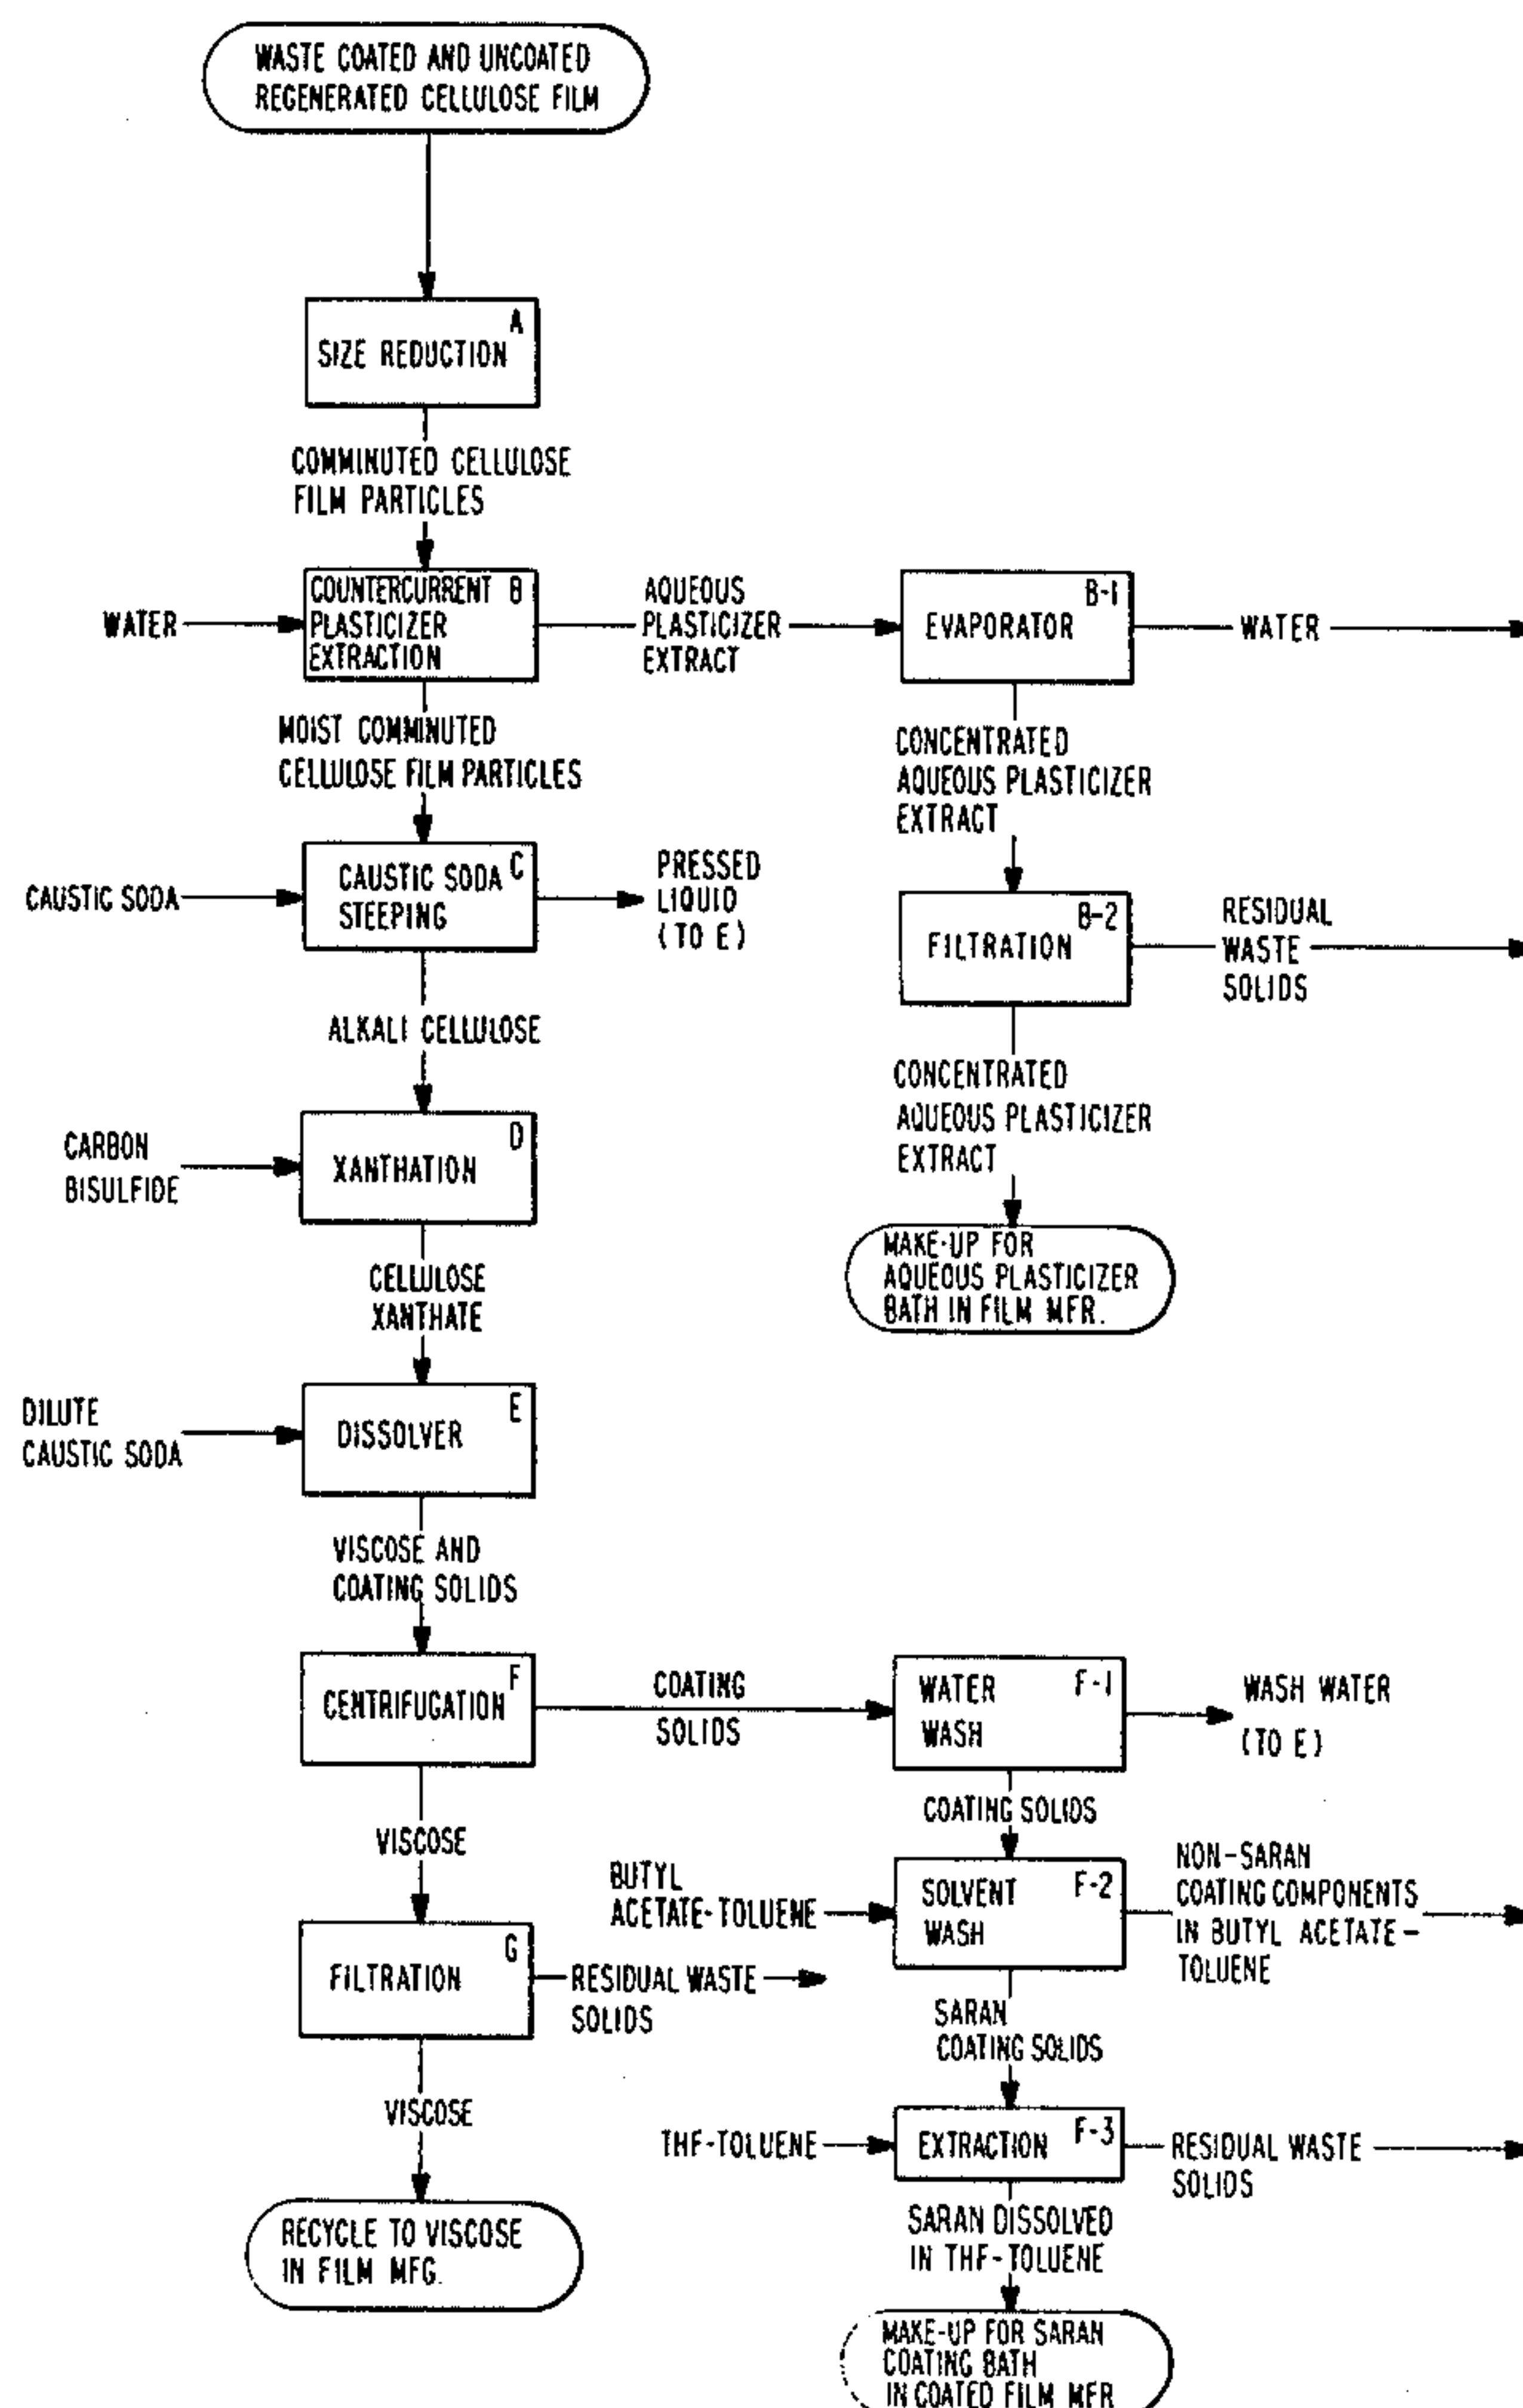 WASTE COATED AND UNCOATED
REGENERATED CELLULOSE FILM
A
SIZE REDUCTION
COMMINUTED CELLULOSE
FILM PARTICLES
WATER
COUNTERCURRENT B
PLASTICIZER
EXTRACTION
AQUEOUS
PLASTICIZER
EXTRACT
B-1
EVAPORATOR
WATER
MOIST COMMINUTED
CELLULOSE FILM PARTICLES
CONCENTRATED
AQUEOUS PLASTICIZER
EXTRACT
CAUSTIC SODA
C
CAUSTIC SODA
STEEPING
PRESSED
LIQUID
(TO E)
B-2
FILTRATION
RESIDUAL
WASTE
SOLIDS
ALKALI CELLULOSE
CONCENTRATED
AQUEOUS PLASTICIZER
EXTRACT
CARBON
BISULFIDE
D
XANTHATION
MAKE-UP FOR
AQUEOUS PLASTICIZER
BATH IN FILM MFR.
CELLULOSE
XANTHATE
DILUTE
CAUSTIC SODA
E
DISSOLVER
VISCOSE AND
COATING SOLIDS
F
CENTRIFUGATION
COATING
SOLIDS
F-1
WATER
WASH
WASH WATER
(TO E)
COATING SOLIDS
VISCOSE
BUTYL
ACETATE-TOLUENE
F-2
SOLVENT
WASH
NON-SARAN
COATING COMPONENTS
IN BUTYL ACETATE-
TOLUENE
G
FILTRATION
RESIDUAL WASTE
SOLIDS
SARAN
COATING SOLIDS
VISCOSE
THF-TOLUENE
EXTRACTION F-3
RESIDUAL WASTE
SOLIDS
SARAN DISSOLVED
IN THF-TOLUENE
RECYCLE TO VISCOSE
IN FILM MFG.
MAKE-UP FOR SARAN
COATING BATH
IN COATED FILM MFR